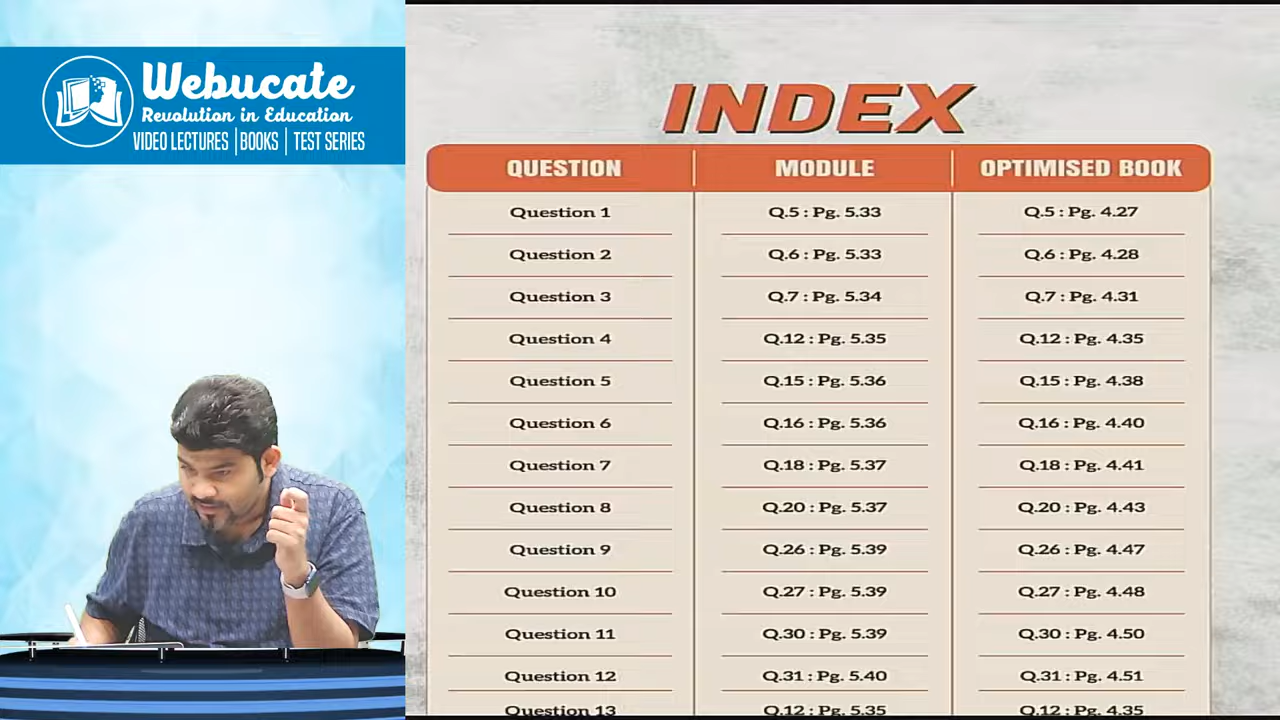 Webucate
Revolution in Education
VIDEO LECTURES | BOOKS | TEST SERIES
INDEX
QUESTION MODULE OPTIMISED BOOK
Question 1 Q.5 : Pg. 5.33 Q.5 : Pg. 4.27
Question 2 Q.6 : Pg. 5.33 Q.6 : Pg. 4.28
Question 3 Q.7 : Pg. 5.34 Q.7 : Pg. 4.31
Question 4 Q.12 : Pg. 5.35 Q.12 : Pg. 4.35
Question 5 Q.15 : Pg. 5.36 Q.15 : Pg. 4.38
Question 6 Q.16 : Pg. 5.36 Q.16 : Pg. 4.40
Question 7 Q.18 : Pg. 5.37 Q.18 : Pg. 4.41
Question 8 Q.20 : Pg. 5.37 Q.20 : Pg. 4.43
Question 9 Q.26 : Pg. 5.39 Q.26 : Pg. 4.47
Question 10 Q.27 : Pg. 5.39 Q.27 : Pg. 4.48
Question 11 Q.30 : Pg. 5.39 Q.30 : Pg. 4.50
Question 12 Q.31 : Pg. 5.40 Q.31 : Pg. 4.51
Question 13 Q.12 : Pg. 5.35 Q.12 : Pg. 4.35